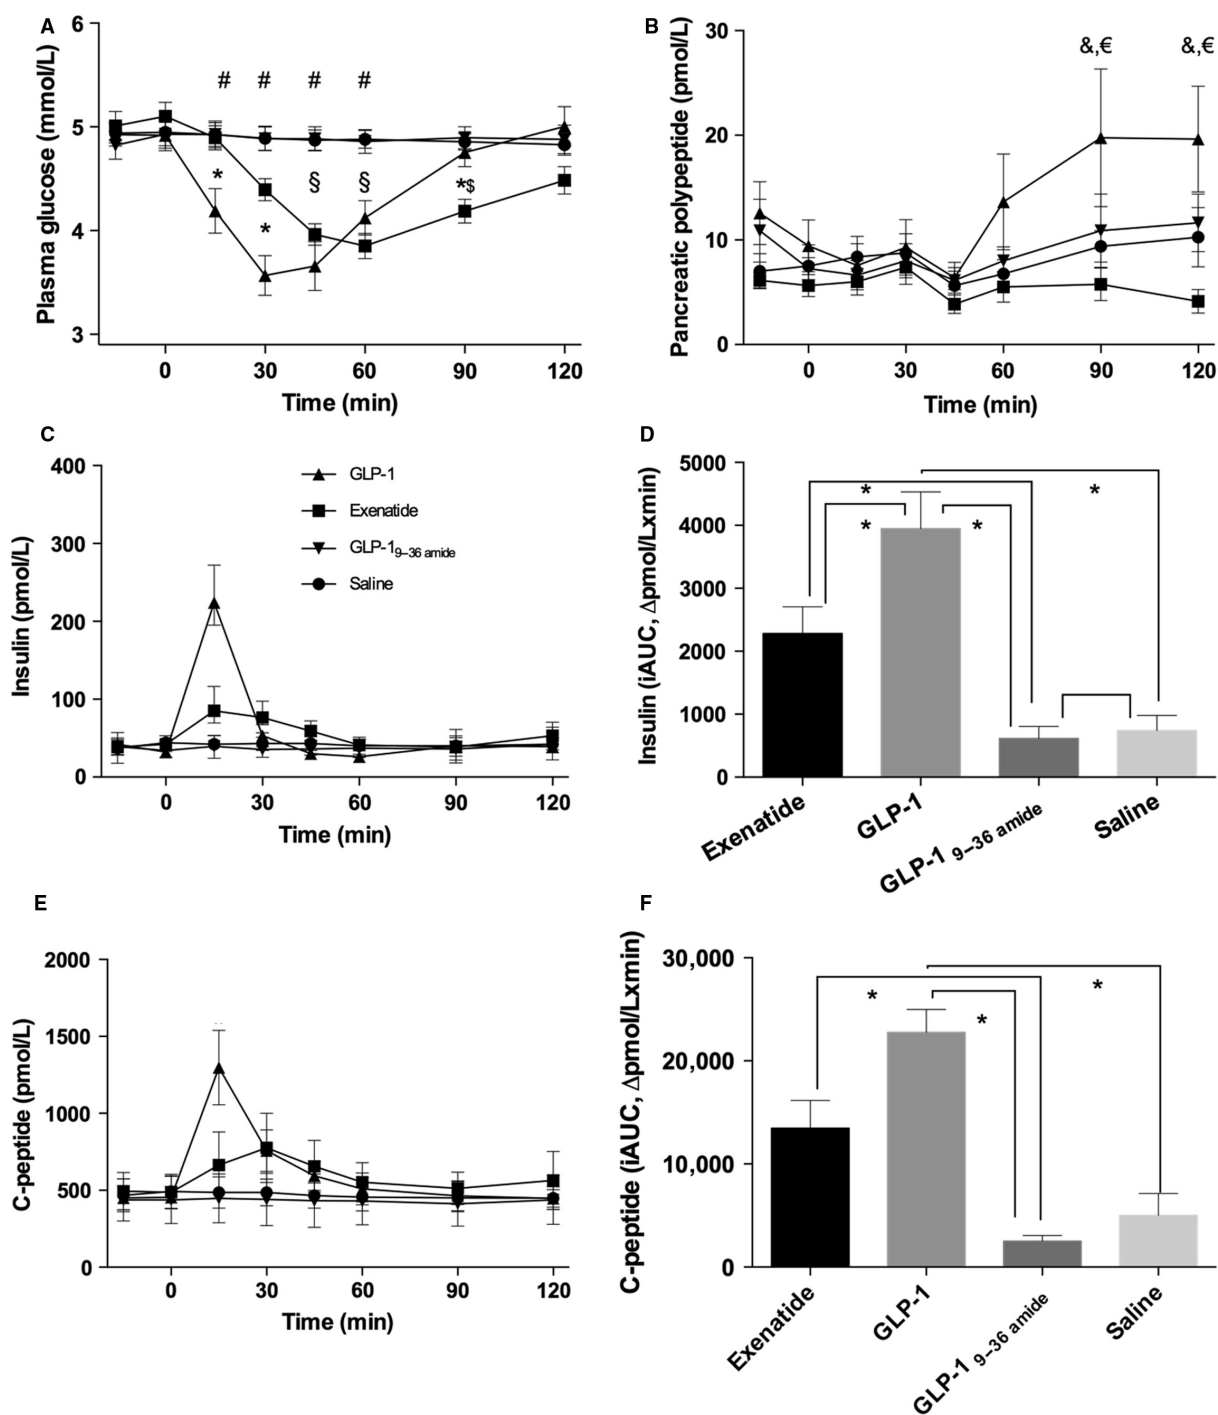 A
Plasma glucose (mmol/L)
6
5
4
3
# # # #
* * § § *$
0 30 60 90 120
Time (min)
B
Pancreatic polypeptide (pmol/L)
30
20
10
0
&,€ &,€
0 30 60 90 120
Time (min)
C
Insulin (pmol/L)
400
300
200
100
0
GLP-1
Exenatide
GLP-1 9–36 amide
Saline
0 30 60 90 120
Time (min)
D
Insulin (iAUC, Δpmol/Lxmin)
5000
4000
3000
2000
1000
0
* *
* *
Exenatide
GLP-1
GLP-1 9–36 amide
Saline
E
C-peptide (pmol/L)
2000
1500
1000
500
0
0 30 60 90 120
Time (min)
F
C-peptide (iAUC, Δpmol/Lxmin)
30,000
20,000
10,000
0
* * *
Exenatide
GLP-1
GLP-1 9–36 amide
Saline